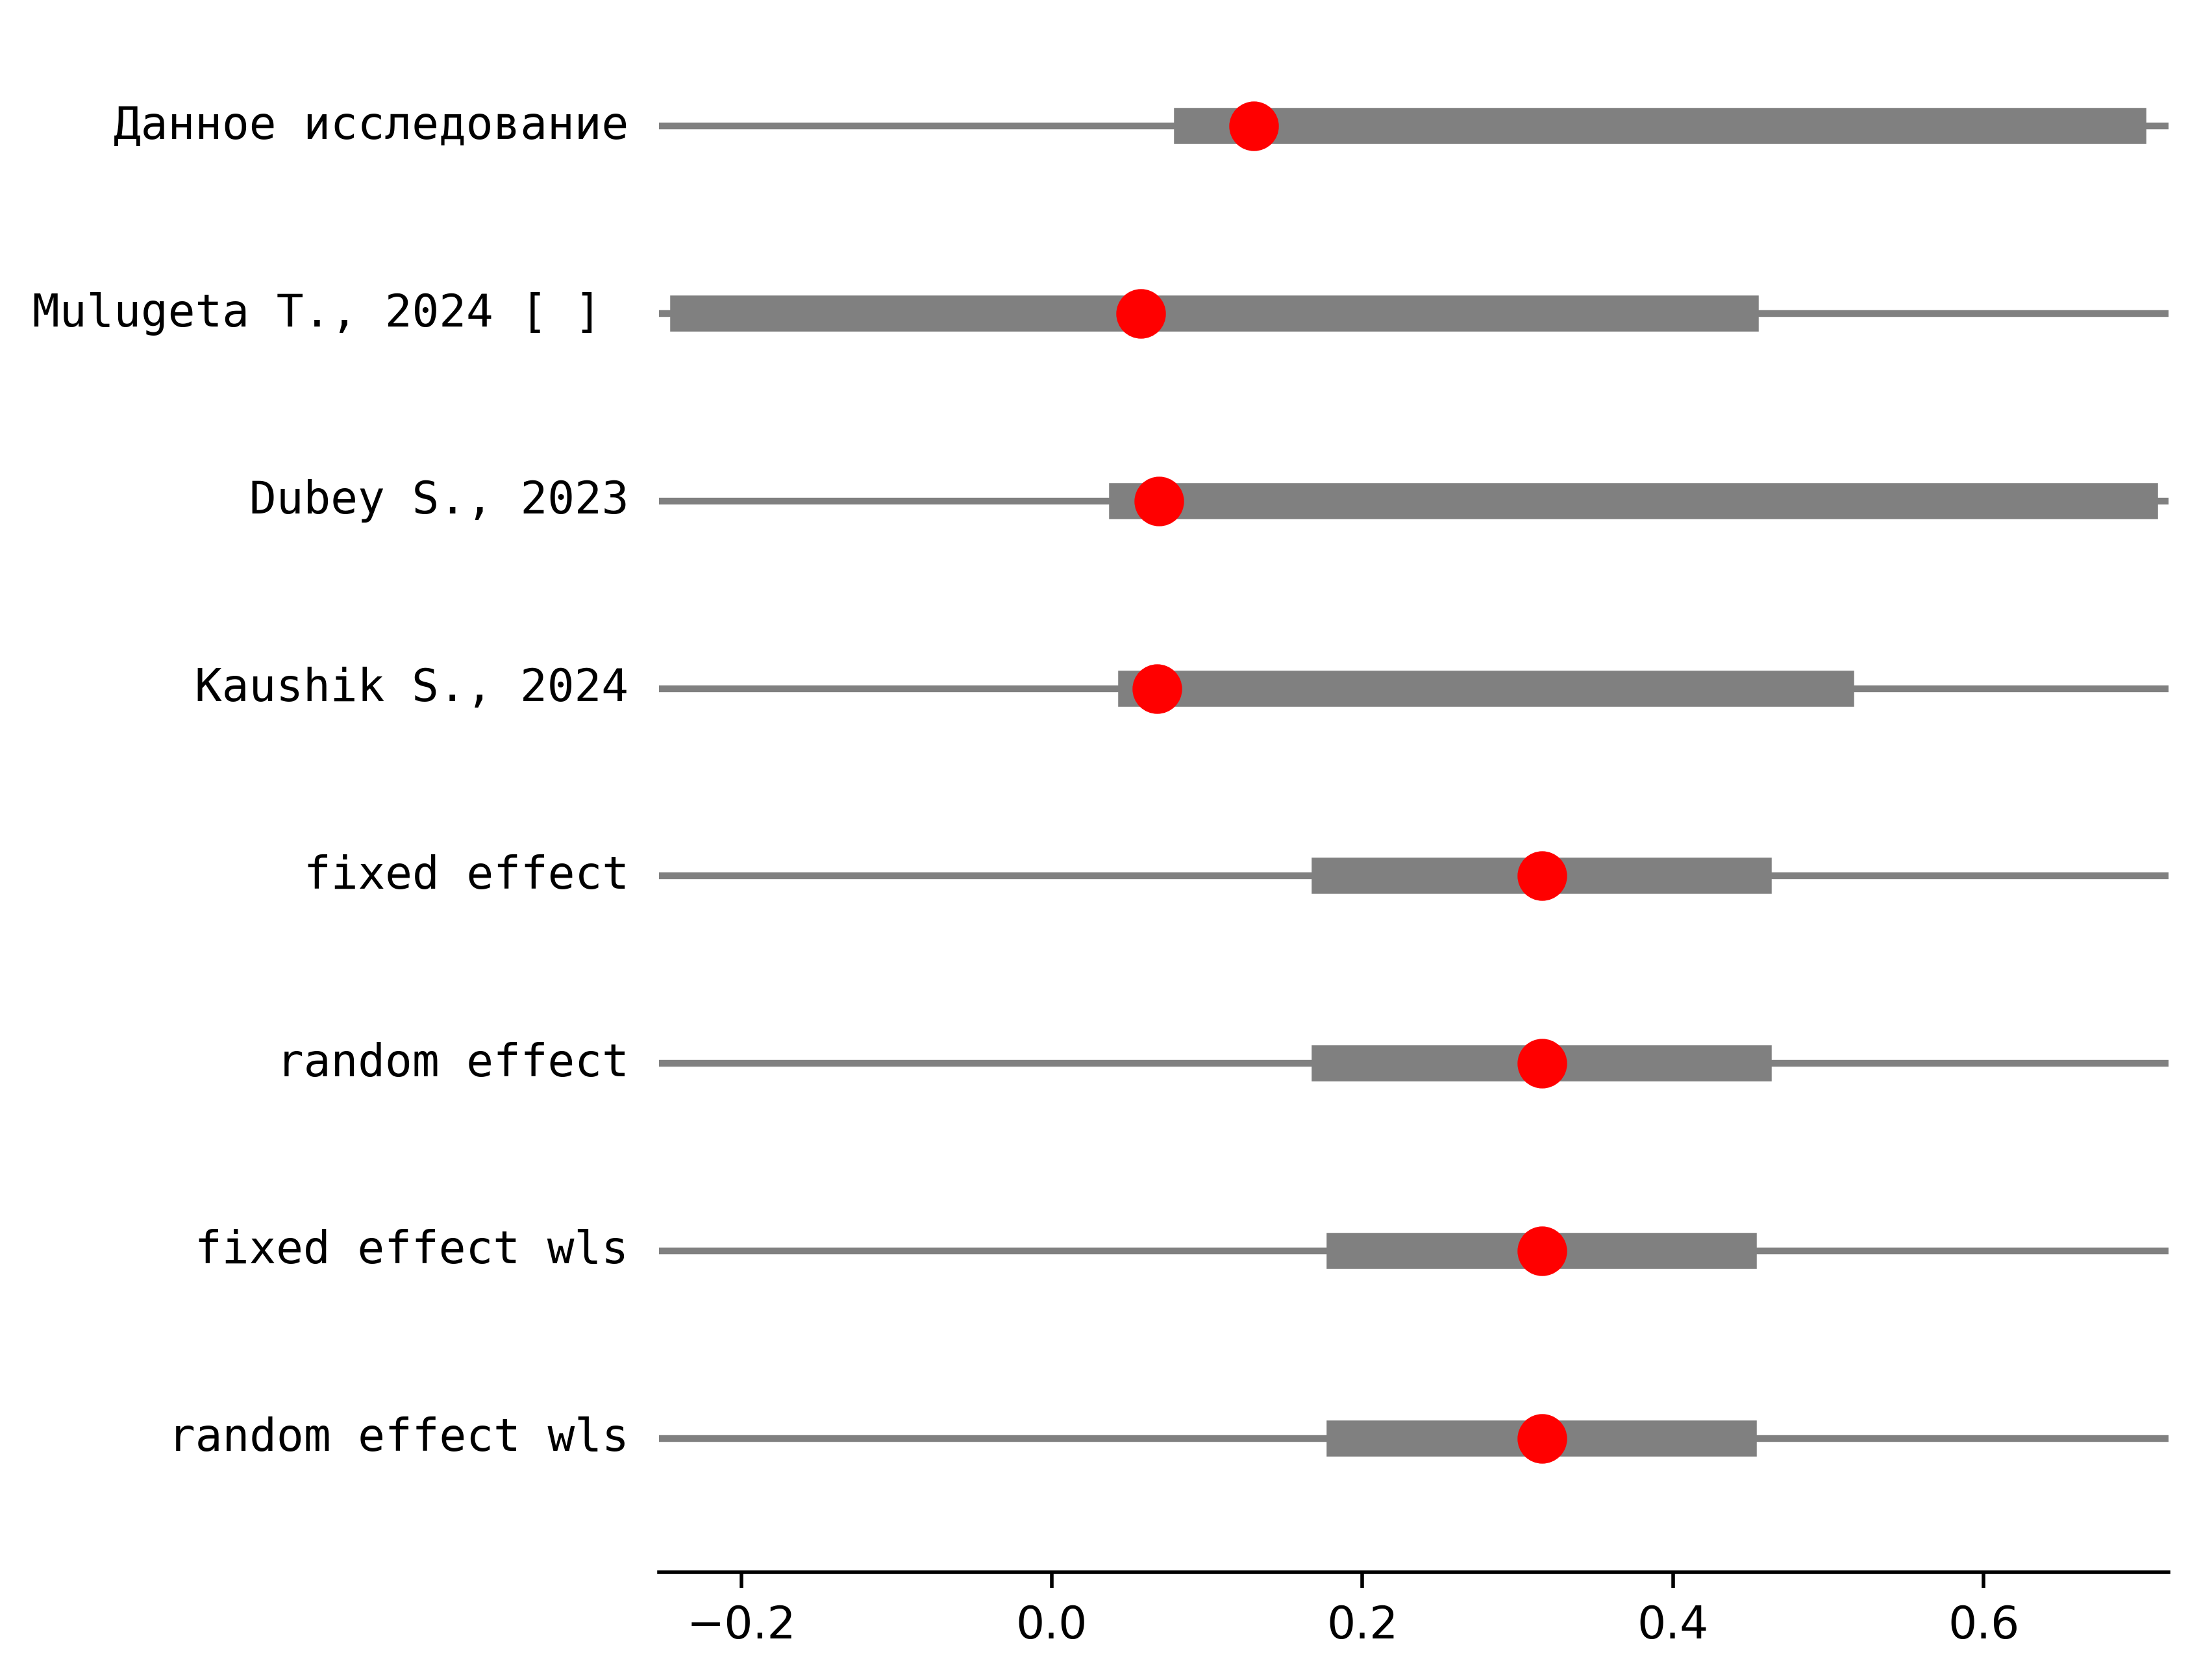 Данное исследование
Mulugeta T., 2024 [ ]
Dubey S., 2023
Kaushik S., 2024
fixed effect
random effect
fixed effect wls
random effect wls
−0.2 0.0 0.2 0.4 0.6